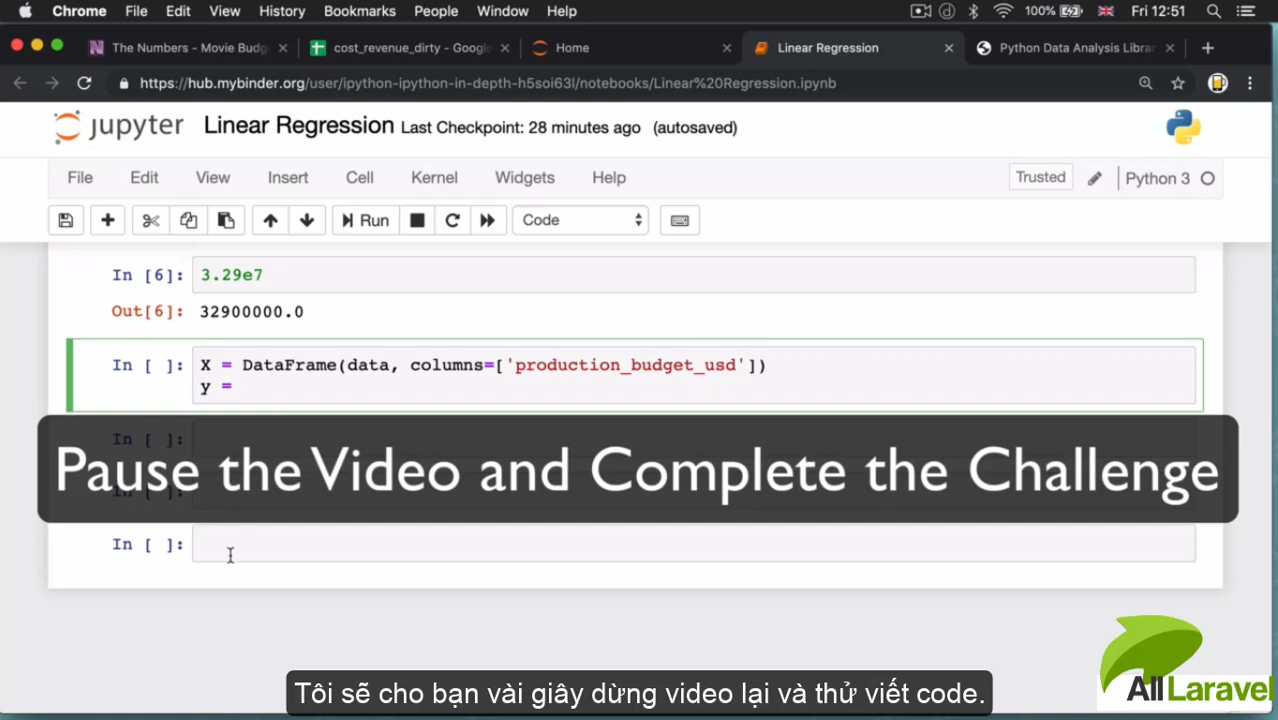 Chrome File Edit View History Bookmarks People Window Help 100% Fri 12:51
The Numbers - Movie Budg cost_revenue_dirty - Google Home Linear Regression Python Data Analysis Librar
https://hub.mybinder.org/user/ipython-ipython-in-depth-h5soi63l/notebooks/Linear%20Regression.ipynb
jupyter Linear Regression Last Checkpoint: 28 minutes ago (autosaved)
File Edit View Insert Cell Kernel Widgets Help Trusted Python 3
Run Code
In [6]: 3.29e7
Out[6]: 32900000.0
In [ ]: X = DataFrame(data, columns=['production_budget_usd'])
y =
In [ ]:
Pause the Video and Complete the Challenge
In [ ]:
In [ ]:
Tôi sẽ cho bạn vài giây dừng video lại và thử viết code.
AllLaravel